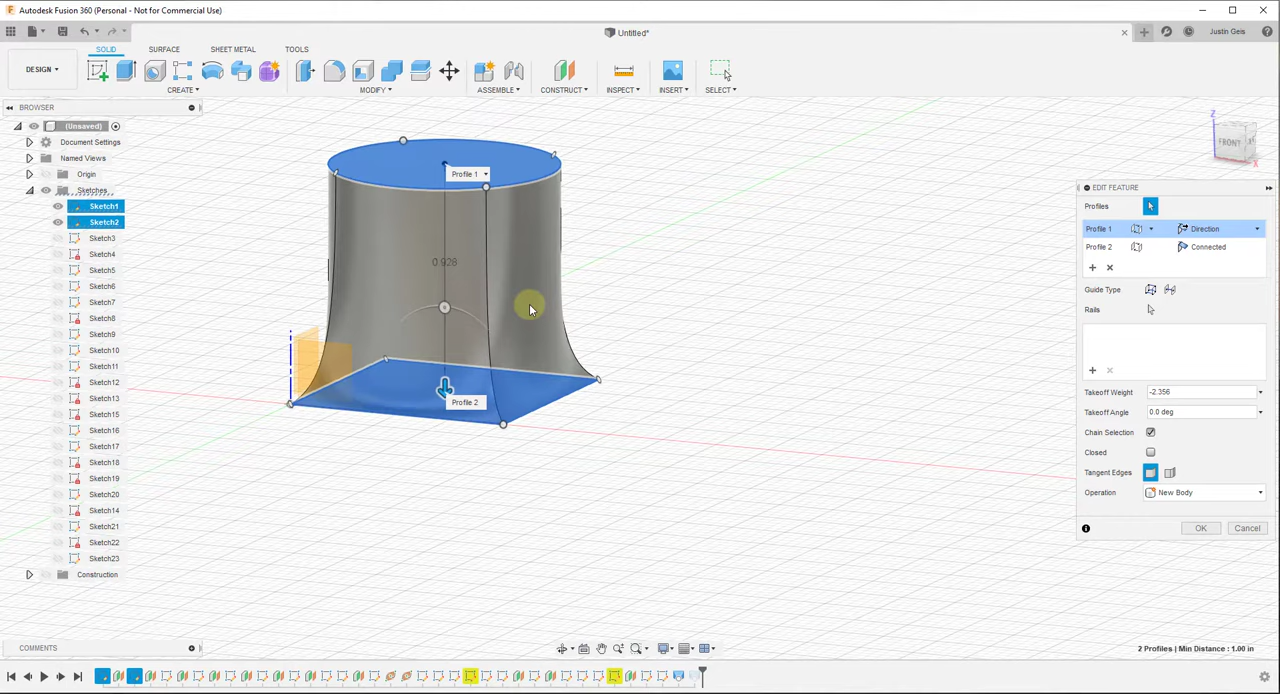 Autodesk Fusion 360 (Personal - Not for Commercial Use)
Untitled*
Justin Geis
DESIGN
SOLID
SURFACE
SHEET METAL
TOOLS
CREATE
MODIFY
ASSEMBLE
CONSTRUCT
INSPECT
INSERT
SELECT
BROWSER
(Unsaved)
Document Settings
Named Views
Origin
Sketches
Sketch1
Sketch2
Sketch3
Sketch4
Sketch5
Sketch6
Sketch7
Sketch8
Sketch9
Sketch10
Sketch11
Sketch12
Sketch13
Sketch15
Sketch16
Sketch17
Sketch18
Sketch19
Sketch20
Sketch14
Sketch21
Sketch22
Sketch23
Construction
Profile 1
0.928
Profile 2
Z
FRONT
X
EDIT FEATURE
Profiles
Profile 1 Direction
Profile 2 Connected
Guide Type
Rails
Takeoff Weight -2.356
Takeoff Angle 0.0 deg
Chain Selection
Closed
Tangent Edges
Operation New Body
OK Cancel
COMMENTS
2 Profiles | Min Distance : 1.00 in